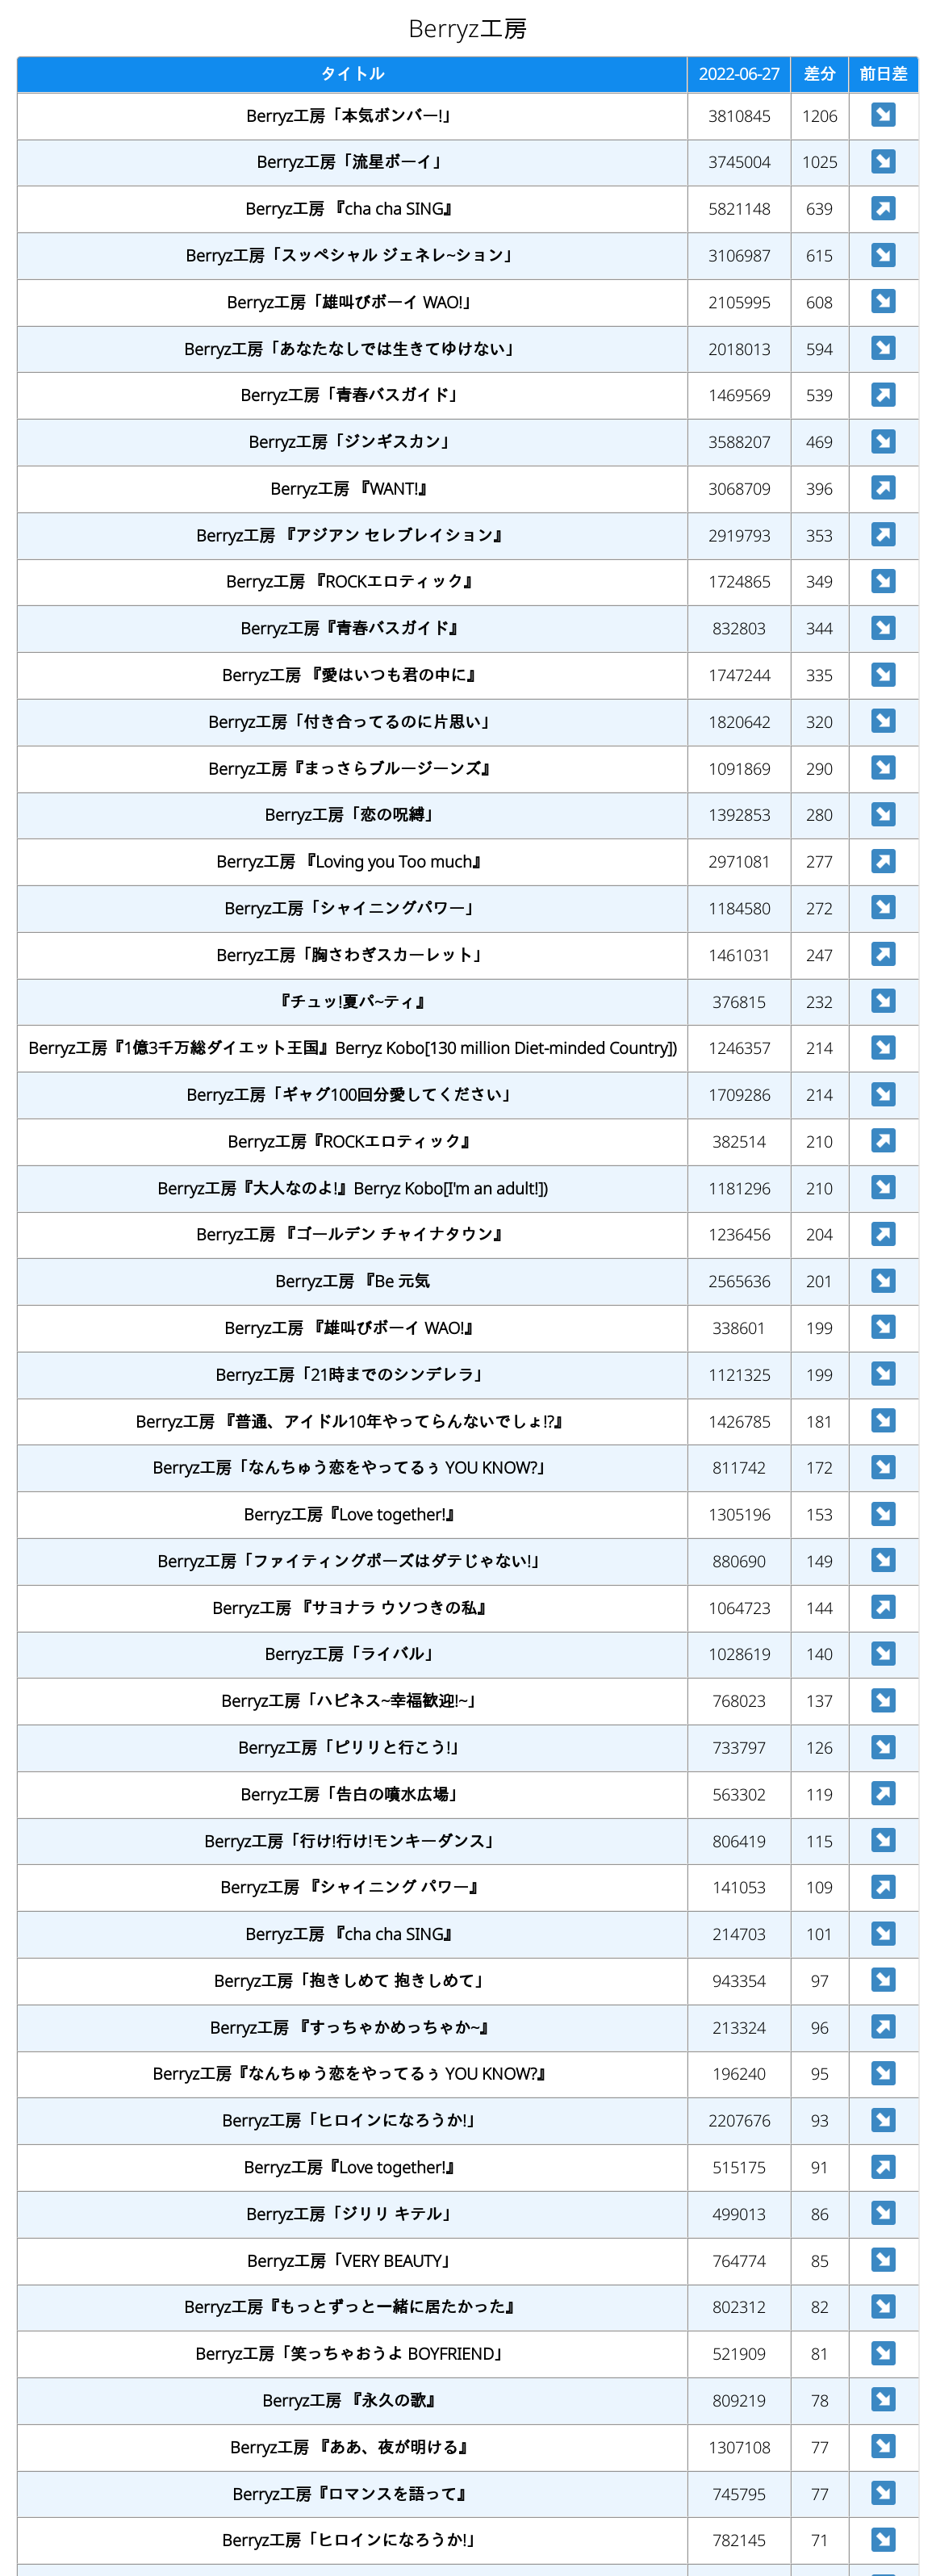 Berryz工房
タイトル 2022-06-27 差分 前日差
Berryz工房「本気ボンバー!」 3810845 1206
Berryz工房「流星ボーイ」 3745004 1025
Berryz工房 『cha cha SING』 5821148 639
Berryz工房「スッペシャル ジェネレ~ション」 3106987 615
Berryz工房「雄叫びボーイ WAO!」 2105995 608
Berryz工房「あなたなしでは生きてゆけない」 2018013 594
Berryz工房「青春バスガイド」 1469569 539
Berryz工房「ジンギスカン」 3588207 469
Berryz工房 『WANT!』 3068709 396
Berryz工房 『アジアン セレブレイション』 2919793 353
Berryz工房 『ROCKエロティック』 1724865 349
Berryz工房『青春バスガイド』 832803 344
Berryz工房 『愛はいつも君の中に』 1747244 335
Berryz工房「付き合ってるのに片思い」 1820642 320
Berryz工房『まっさらブルージーンズ』 1091869 290
Berryz工房「恋の呪縛」 1392853 280
Berryz工房 『Loving you Too much』 2971081 277
Berryz工房「シャイニングパワー」 1184580 272
Berryz工房「胸さわぎスカーレット」 1461031 247
『チュッ!夏パ~ティ』 376815 232
Berryz工房『1億3千万総ダイエット王国』Berryz Kobo[130 million Diet-minded Country]) 1246357 214
Berryz工房「ギャグ100回分愛してください」 1709286 214
Berryz工房『ROCKエロティック』 382514 210
Berryz工房『大人なのよ!』Berryz Kobo[I'm an adult!]) 1181296 210
Berryz工房 『ゴールデン チャイナタウン』 1236456 204
Berryz工房 『Be 元気 2565636 201
Berryz工房 『雄叫びボーイ WAO!』 338601 199
Berryz工房「21時までのシンデレラ」 1121325 199
Berryz工房 『普通、アイドル10年やってらんないでしょ!?』 1426785 181
Berryz工房「なんちゅう恋をやってるぅ YOU KNOW?」 811742 172
Berryz工房『Love together!』 1305196 153
Berryz工房「ファイティングポーズはダテじゃない!」 880690 149
Berryz工房 『サヨナラ ウソつきの私』 1064723 144
Berryz工房「ライバル」 1028619 140
Berryz工房「ハピネス~幸福歓迎!~」 768023 137
Berryz工房「ピリリと行こう!」 733797 126
Berryz工房「告白の噴水広場」 563302 119
Berryz工房「行け!行け!モンキーダンス」 806419 115
Berryz工房 『シャイニング パワー』 141053 109
Berryz工房 『cha cha SING』 214703 101
Berryz工房「抱きしめて 抱きしめて」 943354 97
Berryz工房 『すっちゃかめっちゃか~』 213324 96
Berryz工房『なんちゅう恋をやってるぅ YOU KNOW?』 196240 95
Berryz工房「ヒロインになろうか!」 2207676 93
Berryz工房『Love together!』 515175 91
Berryz工房「ジリリ キテル」 499013 86
Berryz工房「VERY BEAUTY」 764774 85
Berryz工房『もっとずっと一緒に居たかった』 802312 82
Berryz工房「笑っちゃおうよ BOYFRIEND」 521909 81
Berryz工房 『永久の歌』 809219 78
Berryz工房 『ああ、夜が明ける』 1307108 77
Berryz工房『ロマンスを語って』 745795 77
Berryz工房「ヒロインになろうか!」 782145 71